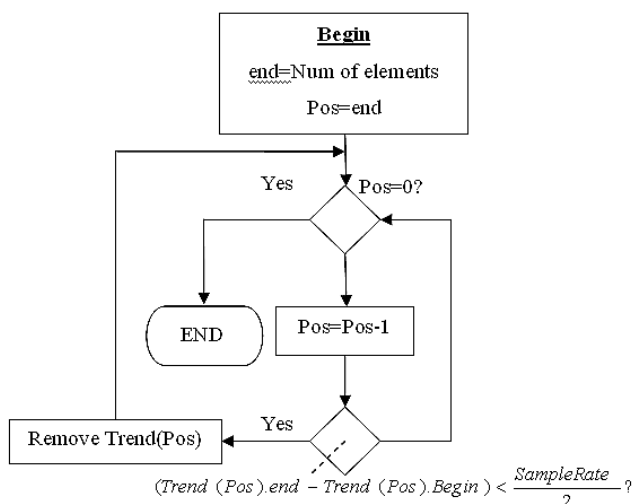 Begin
end=Num of elements
Pos=end
Yes
Pos=0?
END
Pos=Pos-1
Yes
Remove Trend(Pos)
(Trend (Pos).end − Trend (Pos).Begin) < SampleRate/2 ?